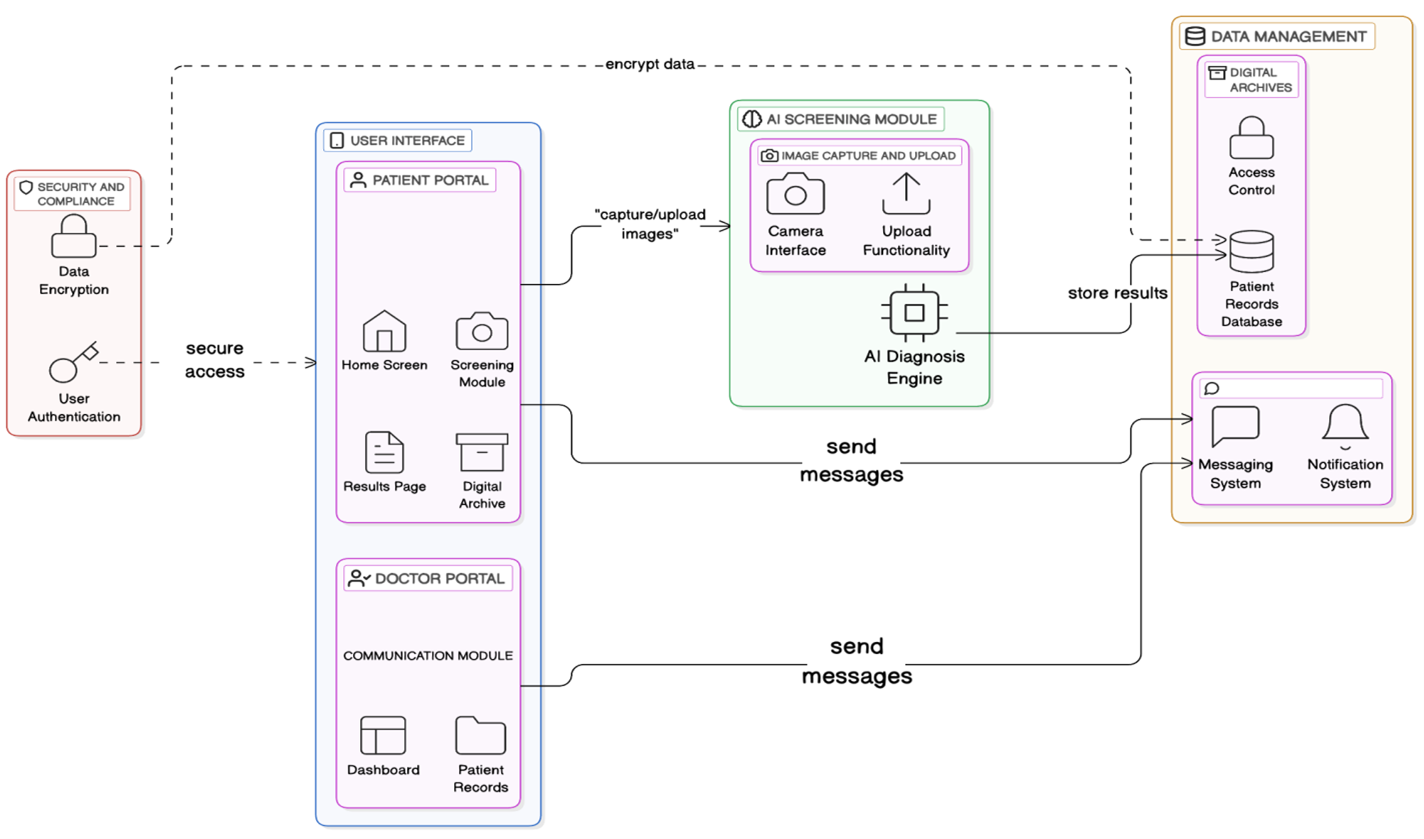 DATA MANAGEMENT
DIGITAL
ARCHIVES
Access
Control
Patient
Records
Database
encrypt data
AI SCREENING MODULE
IMAGE CAPTURE AND UPLOAD
Camera
Interface
Upload
Functionality
AI Diagnosis
Engine
store results
USER INTERFACE
PATIENT PORTAL
"capture/upload
images"
Home Screen
Screening
Module
Results Page
Digital
Archive
SECURITY AND
COMPLIANCE
Data
Encryption
User
Authentication
secure
access
send
messages
Messaging
System
Notification
System
DOCTOR PORTAL
COMMUNICATION MODULE
Dashboard
Patient
Records
send
messages